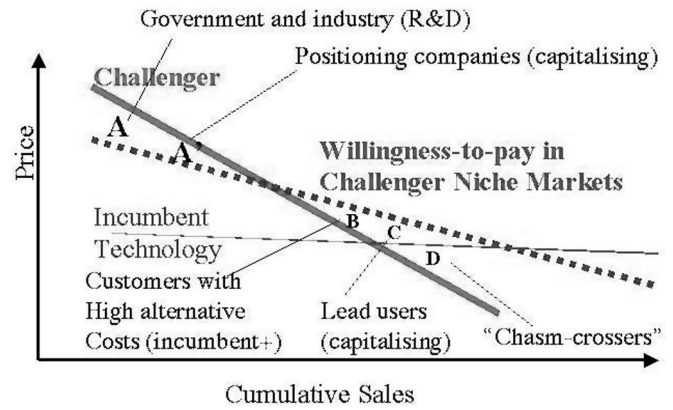 Government and industry (R&D)
Positioning companies (capitalising)
Challenger
A
A
Willingness-to-pay in
Challenger Niche Markets
Price
Incumbent
B
C
Technology
D
Customers with
High alternative
Costs (incumbent+)
Lead users
(capitalising)
“Chasm-crossers”
Cumulative Sales